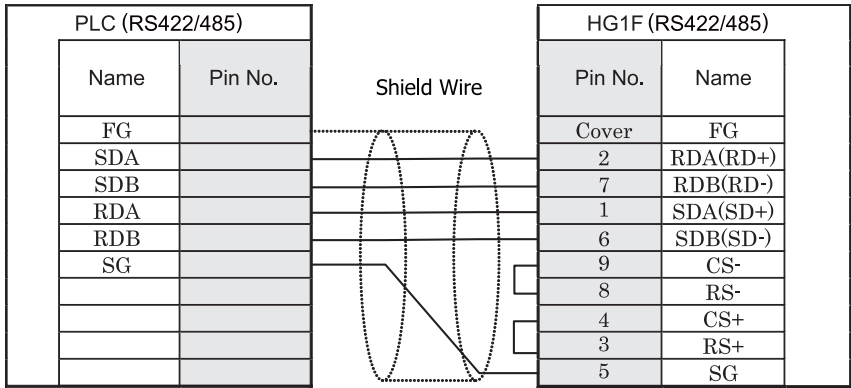 PLC (RS422/485) HG1F (RS422/485)
Name Pin No. Shield Wire Pin No. Name
FG Cover FG
SDA 2 RDA(RD+)
SDB 7 RDB(RD-)
RDA 1 SDA(SD+)
RDB 6 SDB(SD-)
SG 9 CS-
8 RS-
4 CS+
3 RS+
5 SG